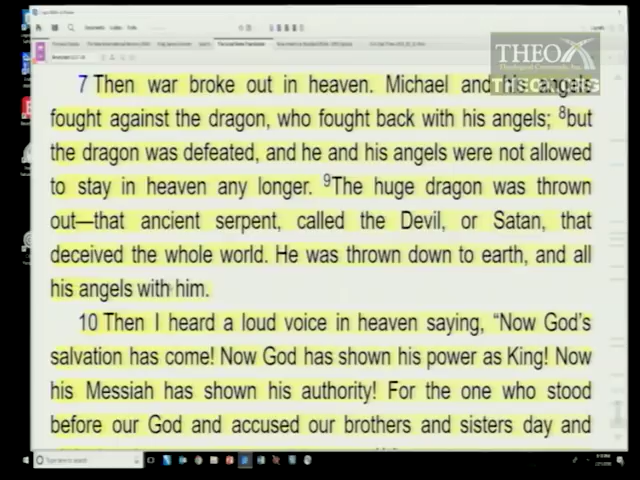 THEO
7 Then war broke out in heaven. Michael and his angels
fought against the dragon, who fought back with his angels; 8but
the dragon was defeated, and he and his angels were not allowed
to stay in heaven any longer. 9The huge dragon was thrown
out—that ancient serpent, called the Devil, or Satan, that
deceived the whole world. He was thrown down to earth, and all
his angels with him.
10 Then I heard a loud voice in heaven saying, “Now God’s
salvation has come! Now God has shown his power as King! Now
his Messiah has shown his authority! For the one who stood
before our God and accused our brothers and sisters day and